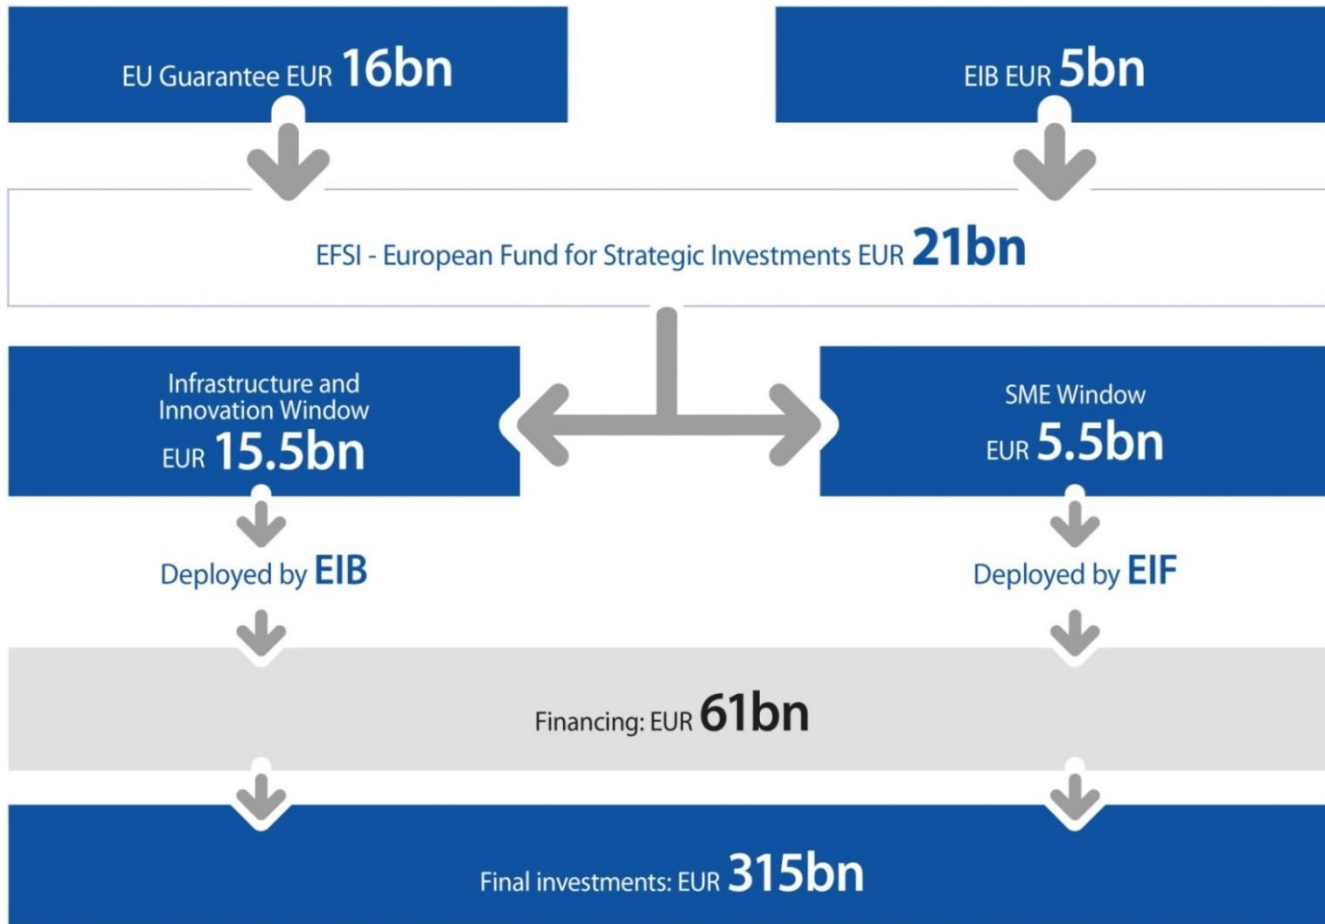 EU Guarantee EUR 16bn
EIB EUR 5bn
EFSI - European Fund for Strategic Investments EUR 21bn
Infrastructure and
Innovation Window
EUR 15.5bn
SME Window
EUR 5.5bn
Deployed by EIB
Deployed by EIF
Financing: EUR 61bn
Final investments: EUR 315bn